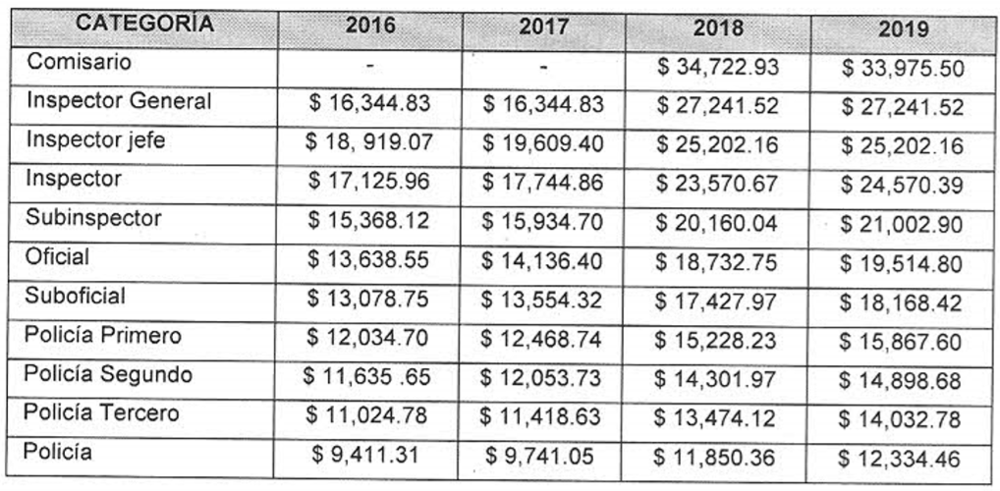 CATEGORÍA 2016 2017 2018 2019
Comisario - - $ 34,722.93 $ 33,975.50
Inspector General $ 16,344.83 $ 16,344.83 $ 27,241.52 $ 27,241.52
Inspector jefe $ 18, 919.07 $ 19,609.40 $ 25,202.16 $ 25,202.16
Inspector $ 17,125.96 $ 17,744.86 $ 23,570.67 $ 24,570.39
Subinspector $ 15,368.12 $ 15,934.70 $ 20,160.04 $ 21,002.90
Oficial $ 13,638.55 $ 14,136.40 $ 18,732.75 $ 19,514.80
Suboficial $ 13,078.75 $ 13,554.32 $ 17,427.97 $ 18,168.42
Policía Primero $ 12,034.70 $ 12,468.74 $ 15,228.23 $ 15,867.60
Policía Segundo $ 11,635 .65 $ 12,053.73 $ 14,301.97 $ 14,898.68
Policía Tercero $ 11,024.78 $ 11,418.63 $ 13,474.12 $ 14,032.78
Policía $ 9,411.31 $ 9,741.05 $ 11,850.36 $ 12,334.46